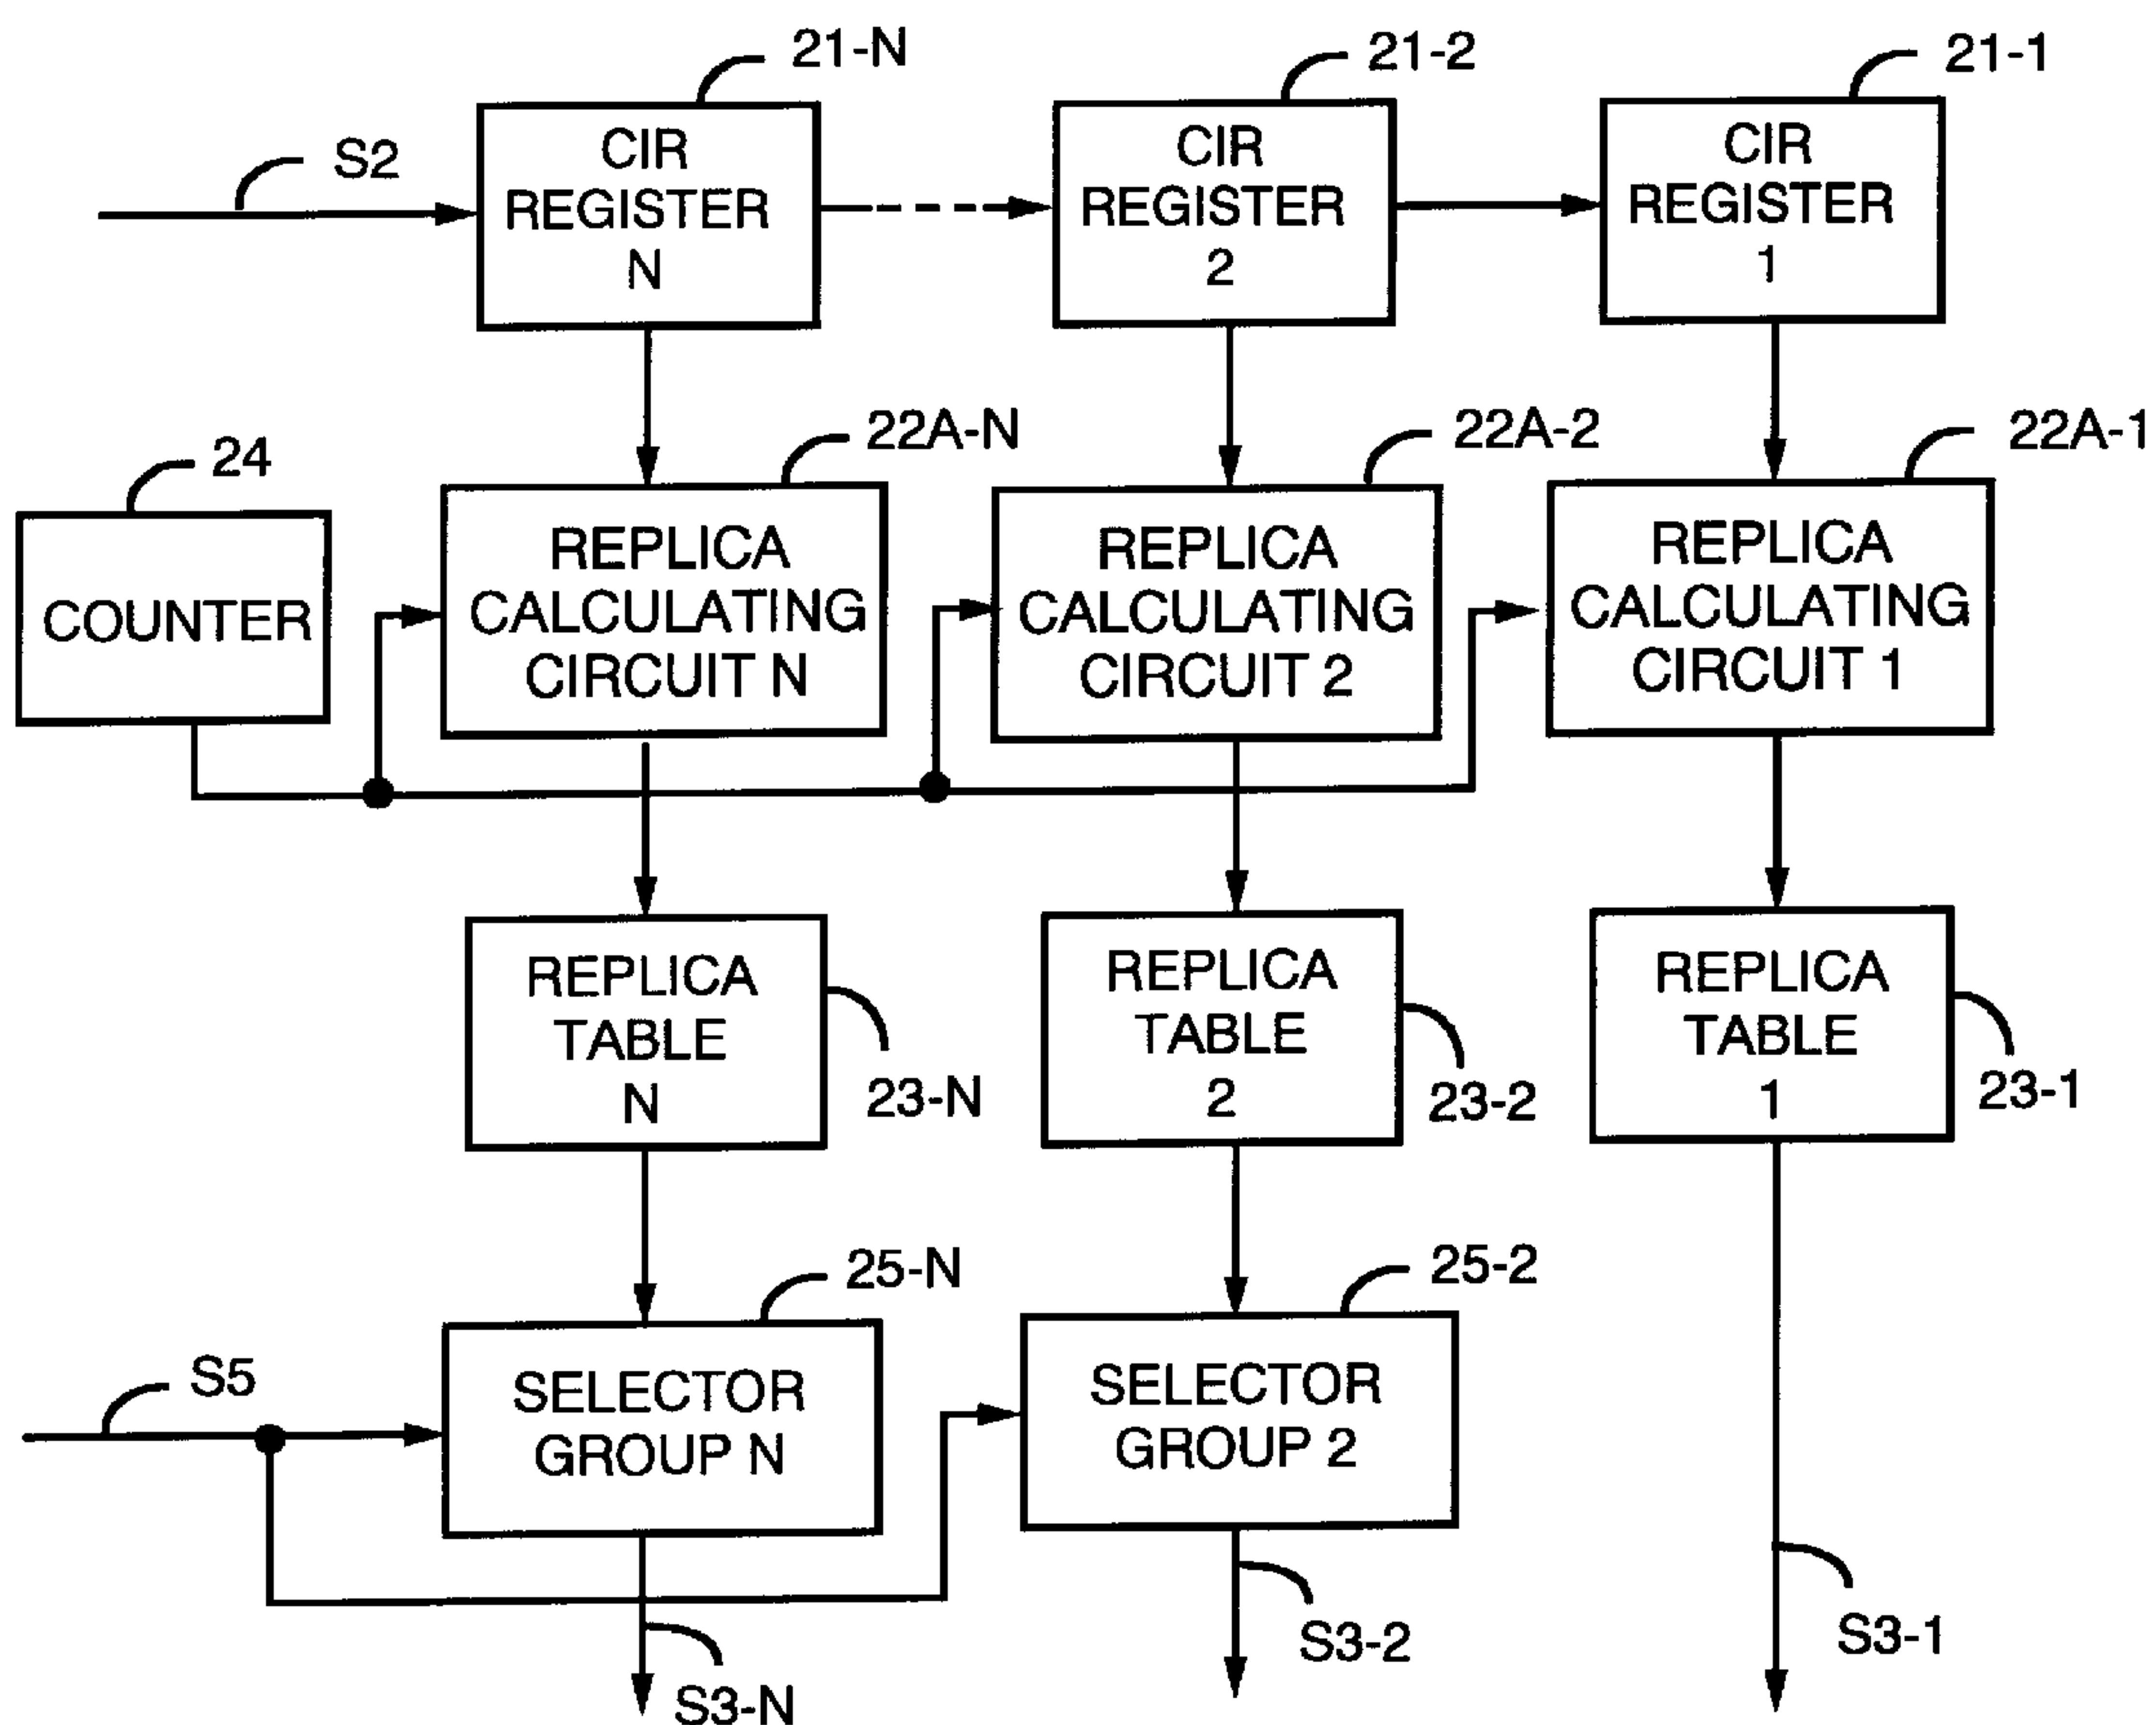 21-N
21-2
21-1
S2
CIR
REGISTER
N
CIR
REGISTER
2
CIR
REGISTER
1
24
22A-N
22A-2
22A-1
COUNTER
REPLICA
CALCULATING
CIRCUIT N
REPLICA
CALCULATING
CIRCUIT 2
REPLICA
CALCULATING
CIRCUIT 1
REPLICA
TABLE
N
23-N
REPLICA
TABLE
2
23-2
REPLICA
TABLE
1
23-1
25-N
25-2
S5
SELECTOR
GROUP N
SELECTOR
GROUP 2
S3-N
S3-2
S3-1